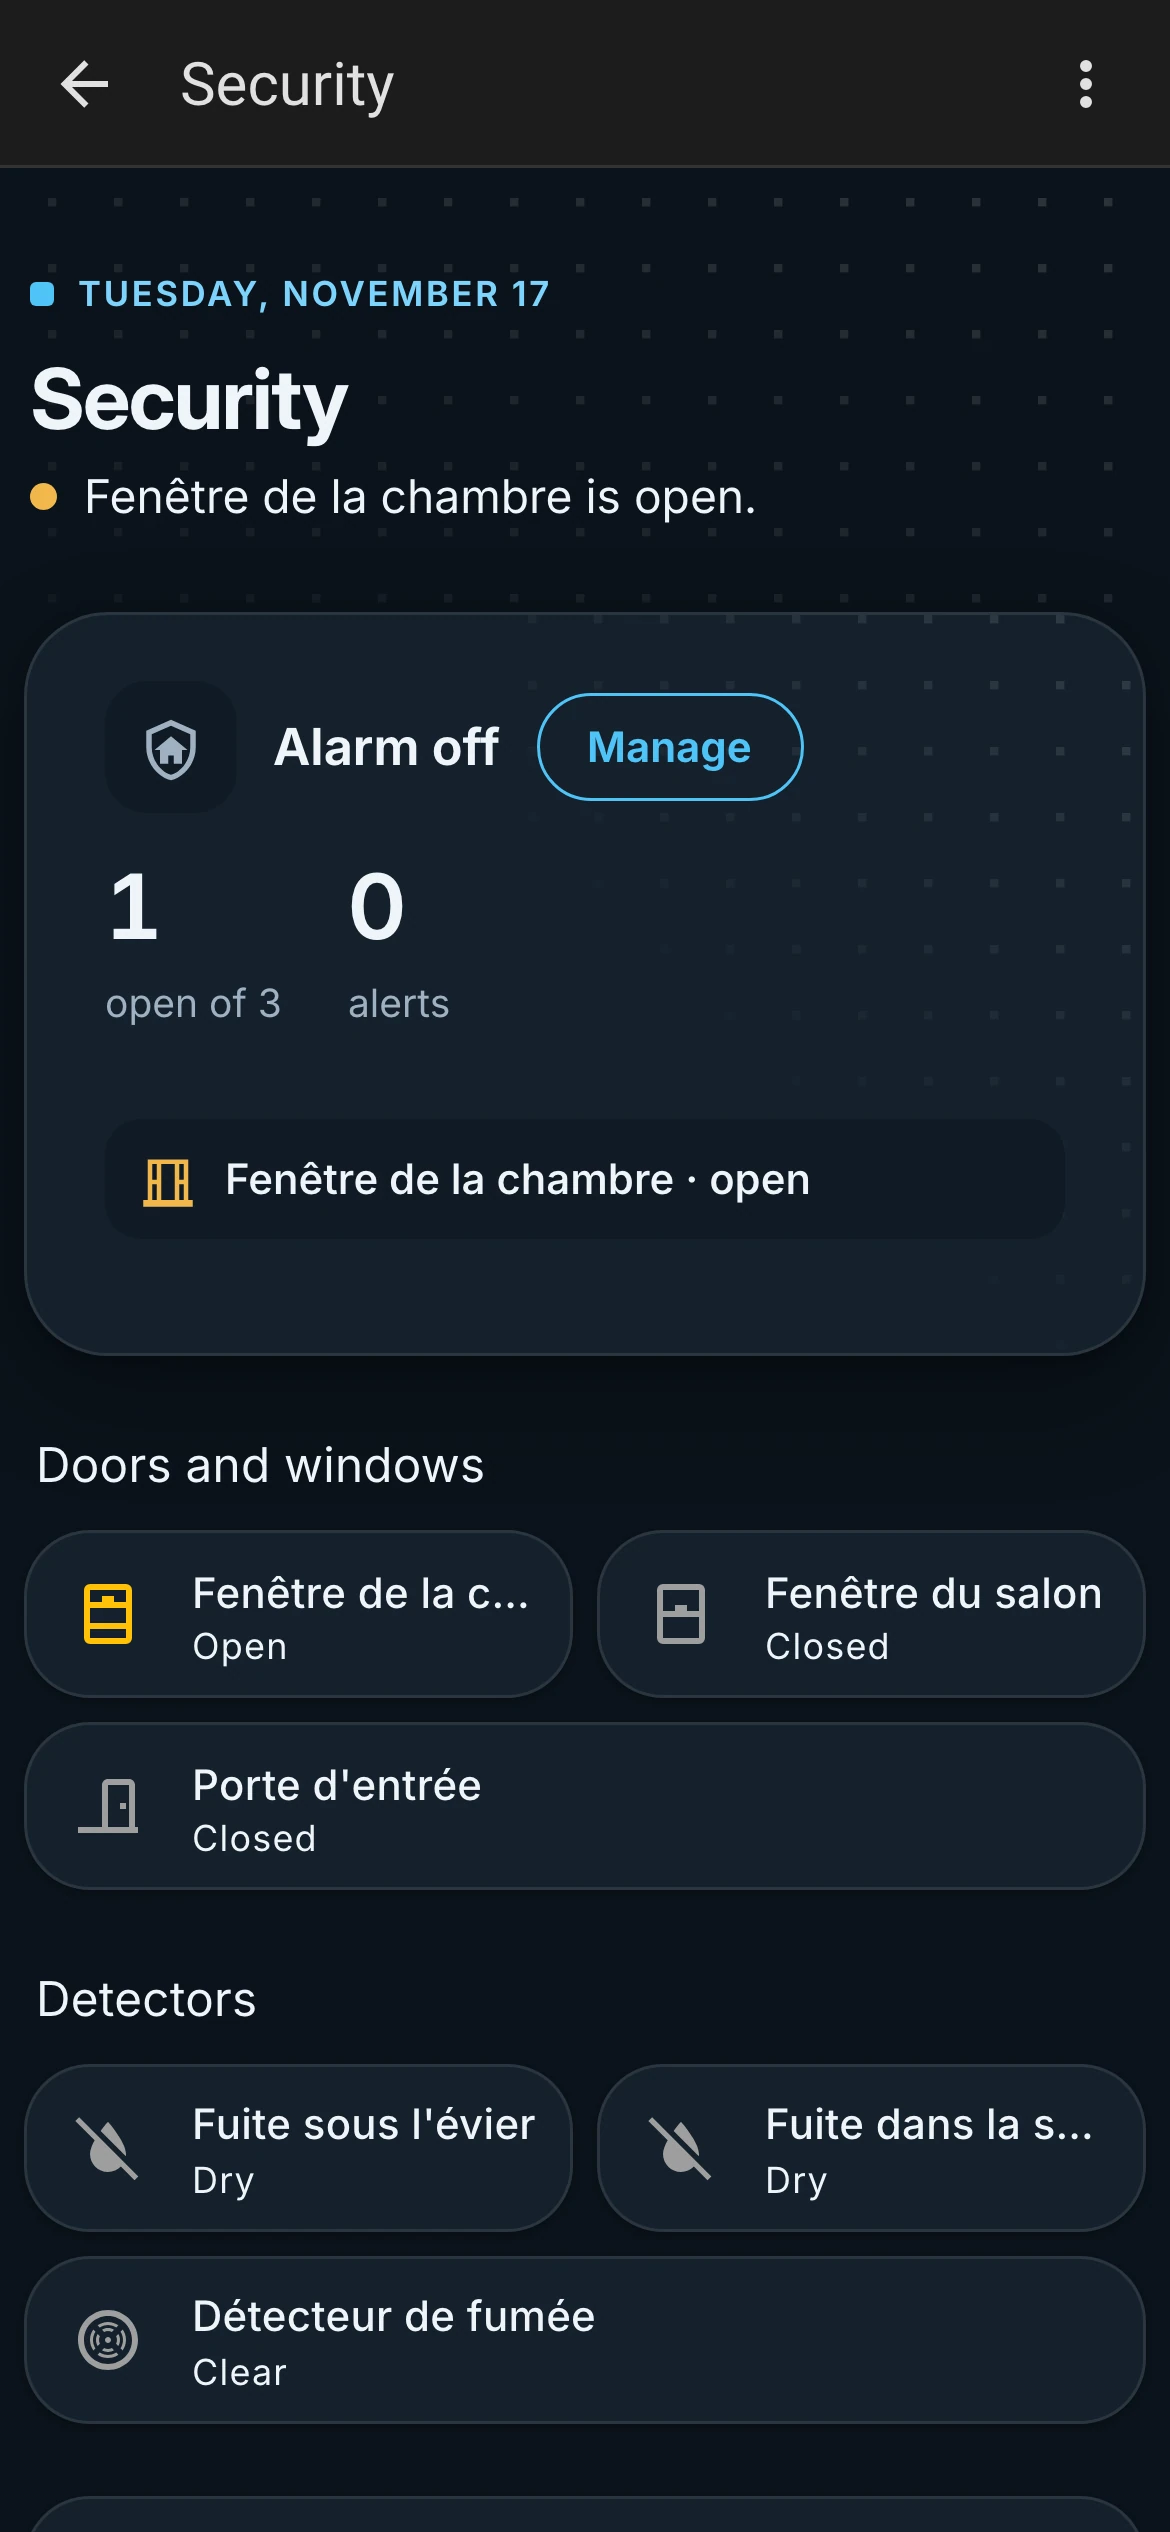 Security
TUESDAY, NOVEMBER 17
Security
Fenêtre de la chambre is open.
Alarm off
Manage
1
open of 3
0
alerts
Fenêtre de la chambre · open
Doors and windows
Fenêtre de la c...
Open
Fenêtre du salon
Closed
Porte d'entrée
Closed
Detectors
Fuite sous l'évier
Dry
Fuite dans la s...
Dry
Détecteur de fumée
Clear